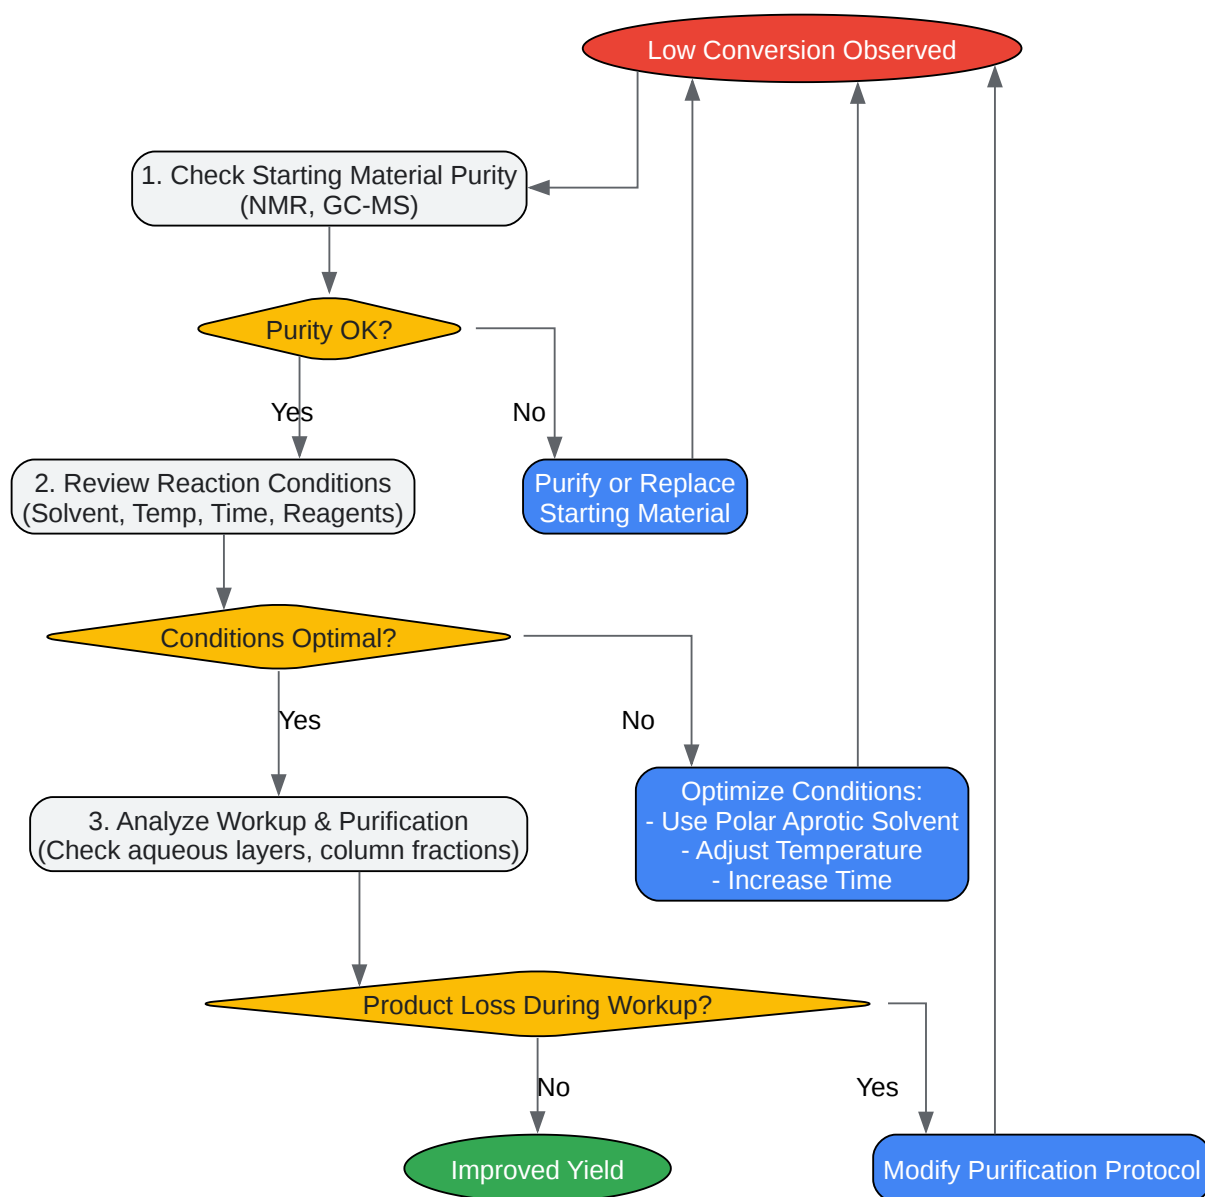 Low Conversion Observed
1. Check Starting Material Purity
(NMR, GC-MS)
Purity OK?
Yes
No
2. Review Reaction Conditions
(Solvent, Temp, Time, Reagents)
Purify or Replace
Starting Material
Conditions Optimal?
Yes
No
Optimize Conditions:
- Use Polar Aprotic Solvent
- Adjust Temperature
- Increase Time
3. Analyze Workup & Purification
(Check aqueous layers, column fractions)
Product Loss During Workup?
No
Yes
Improved Yield
Modify Purification Protocol